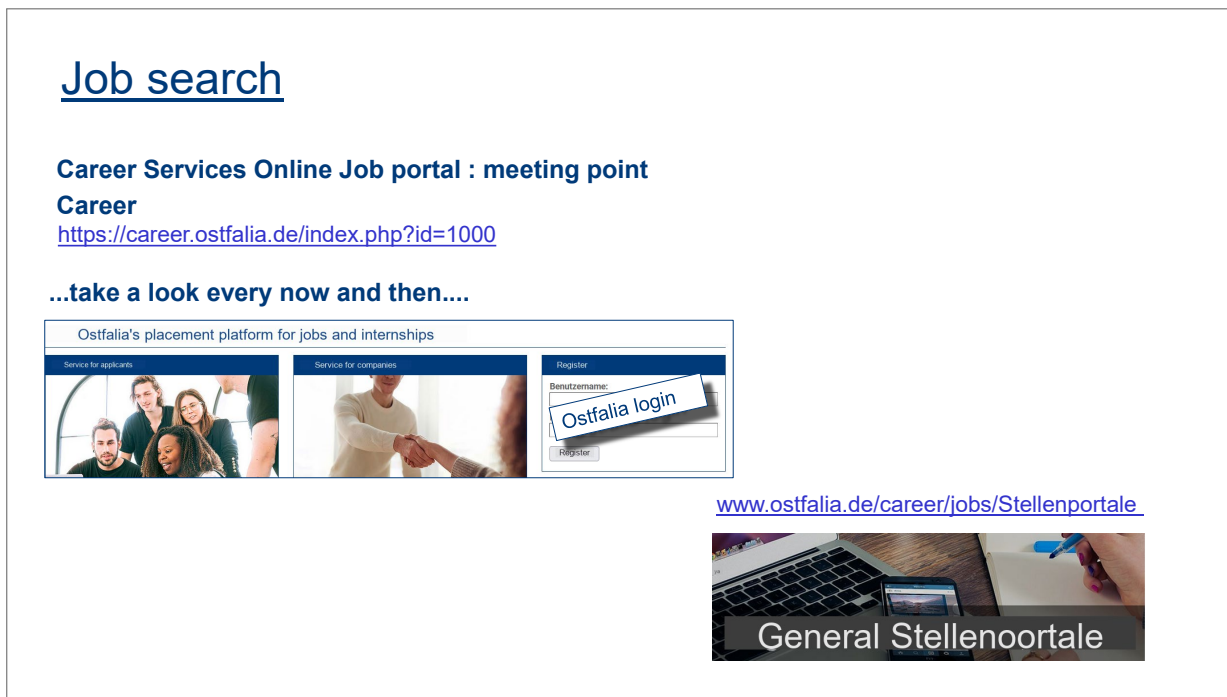 Job search
Career Services Online Job portal : meeting point
Career
https://career.ostfalia.de/index.php?id=1000
...take a look every now and then....
Ostfalia's placement platform for jobs and internships
Service for applicants
Service for companies
Register
Benutzername:
Ostfalia login
Register
www.ostfalia.de/career/jobs/Stellenportale
General Stellenoortale